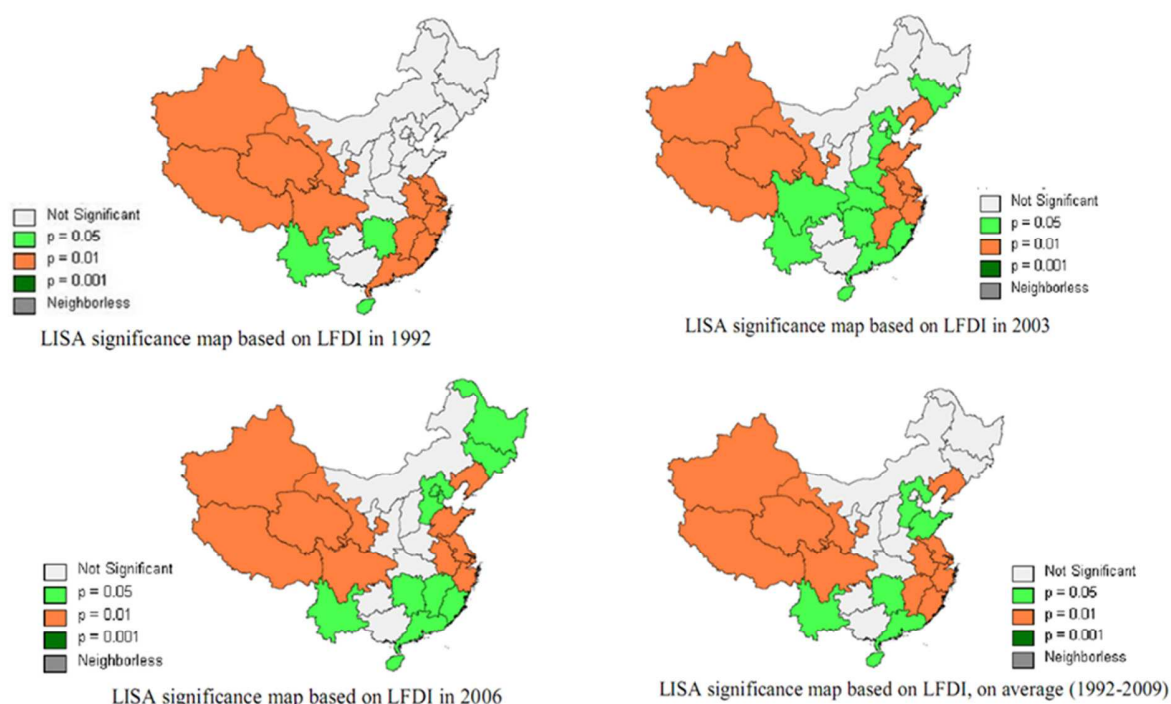 Not Significant
p = 0.05
p = 0.01
p = 0.001
Neighborless
LISA significance map based on LFDI in 1992
Not Significant
p = 0.05
p = 0.01
p = 0.001
Neighborless
LISA significance map based on LFDI in 2003
Not Significant
p = 0.05
p = 0.01
p = 0.001
Neighborless
LISA significance map based on LFDI in 2006
Not Significant
p = 0.05
p = 0.01
p = 0.001
Neighborless
LISA significance map based on LFDI, on average (1992-2009)